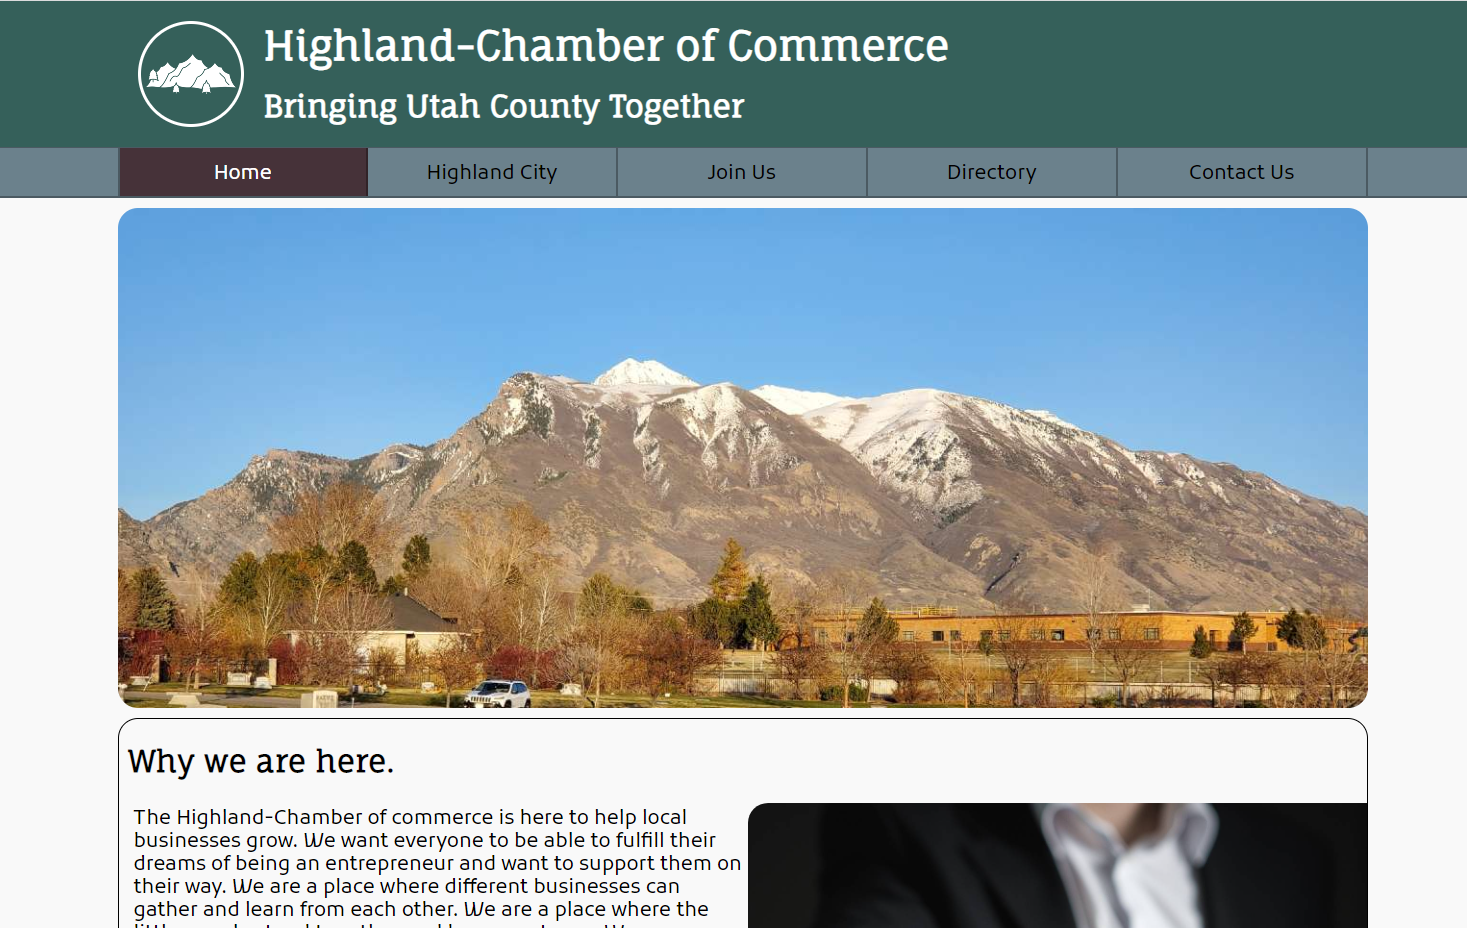 Highland-Chamber of Commerce
Bringing Utah County Together
Home
Highland City
Join Us
Directory
Contact Us
Why we are here.
The Highland-Chamber of commerce is here to help local
businesses grow. We want everyone to be able to fulfill their
dreams of being an entrepreneur and want to support them on
their way. We are a place where different businesses can
gather and learn from each other. We are a place where the